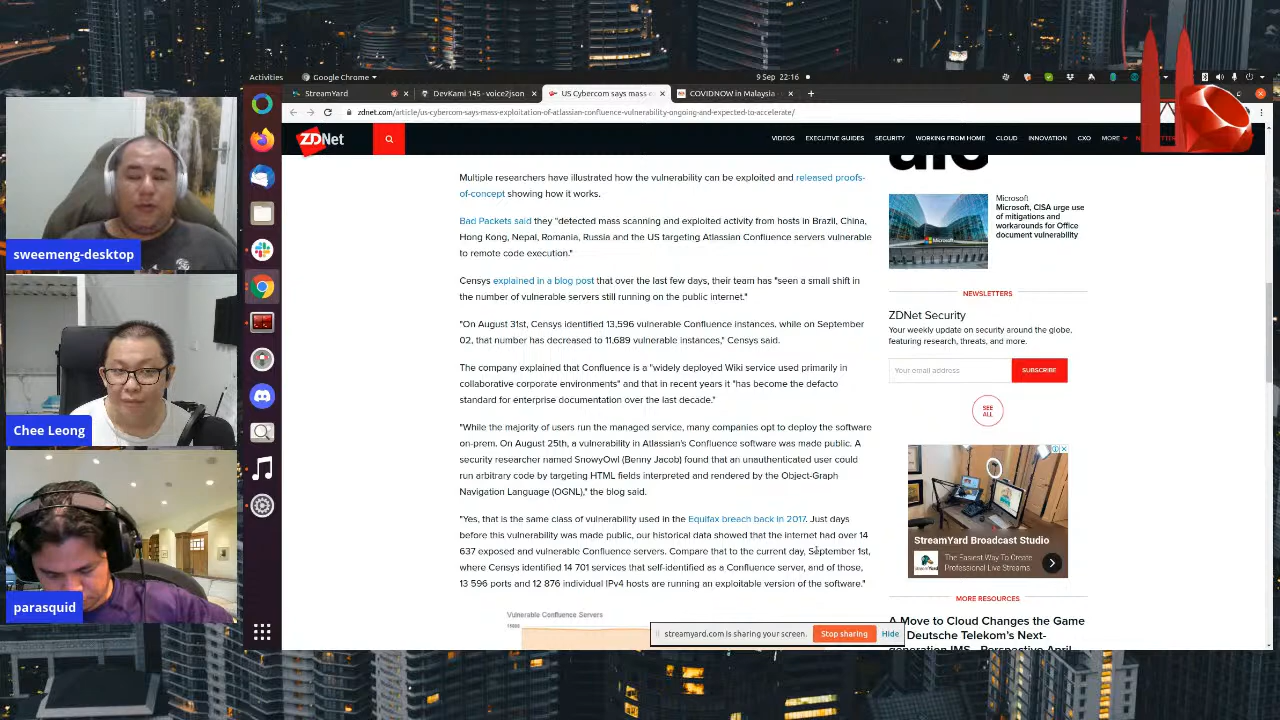 Activities
Google Chrome
9 Sep 22:16
StreamYard
DevKami 145 - voice2json
US Cybercom says mass e
COVIDNOW in Malaysia
zdnet.com/article/us-cybercom-says-mass-exploitation-of-atlassian-confluence-vulnerability-ongoing-and-expected-to-accelerate/
ZDNet
VIDEOS
EXECUTIVE GUIDES
SECURITY
WORKING FROM HOME
CLOUD
INNOVATION
CXO
MORE
Multiple researchers have illustrated how the vulnerability can be exploited and released proofs-
of-concept showing how it works.
Bad Packets said they "detected mass scanning and exploited activity from hosts in Brazil, China,
Hong Kong, Nepal, Romania, Russia and the US targeting Atlassian Confluence servers vulnerable
to remote code execution."
Censys explained in a blog post that over the last few days, their team has "seen a small shift in
the number of vulnerable servers still running on the public internet."
"On August 31st, Censys identified 13,596 vulnerable Confluence instances, while on September
02, that number has decreased to 11,689 vulnerable instances," Censys said.
The company explained that Confluence is a "widely deployed Wiki service used primarily in
collaborative corporate environments" and that in recent years it "has become the defacto
standard for enterprise documentation over the last decade."
"While the majority of users run the managed service, many companies opt to deploy the software
on-prem. On August 25th, a vulnerability in Atlassian's Confluence software was made public. A
security researcher named SnowyOwl (Benny Jacob) found that an unauthenticated user could
run arbitrary code by targeting HTML fields interpreted and rendered by the Object-Graph
Navigation Language (OGNL)," the blog said.
"Yes, that is the same class of vulnerability used in the Equifax breach back in 2017. Just days
before this vulnerability was made public, our historical data showed that the internet had over 14
637 exposed and vulnerable Confluence servers. Compare that to the current day, September 1st,
where Censys identified 14 701 services that self-identified as a Confluence server, and of those,
13 596 ports and 12 876 individual IPv4 hosts are running an exploitable version of the software."
Vulnerable Confluence Servers
Microsoft
Microsoft, CISA urge use
of mitigations and
workarounds for Office
document vulnerability
NEWSLETTERS
ZDNet Security
Your weekly update on security around the globe,
featuring research, threats, and more.
Your email address
SUBSCRIBE
SEE
ALL
StreamYard Broadcast Studio
The Easiest Way To Create
Professional Live Streams
MORE RESOURCES
A Move to Cloud Changes the Game
Deutsche Telekom's Next-
streamyard.com is sharing your screen.
Stop sharing
Hide
sweemeng-desktop
Chee Leong
parasquid